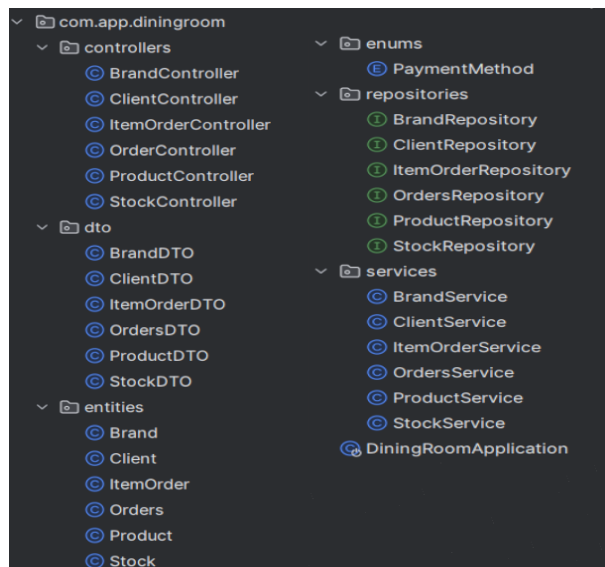 com.app.diningroom
controllers
BrandController
ClientController
ItemOrderController
OrderController
ProductController
StockController
dto
BrandDTO
ClientDTO
ItemOrderDTO
OrdersDTO
ProductDTO
StockDTO
entities
Brand
Client
ItemOrder
Orders
Product
Stock
enums
PaymentMethod
repositories
BrandRepository
ClientRepository
ItemOrderRepository
OrdersRepository
ProductRepository
StockRepository
services
BrandService
ClientService
ItemOrderService
OrdersService
ProductService
StockService
DiningRoomApplication